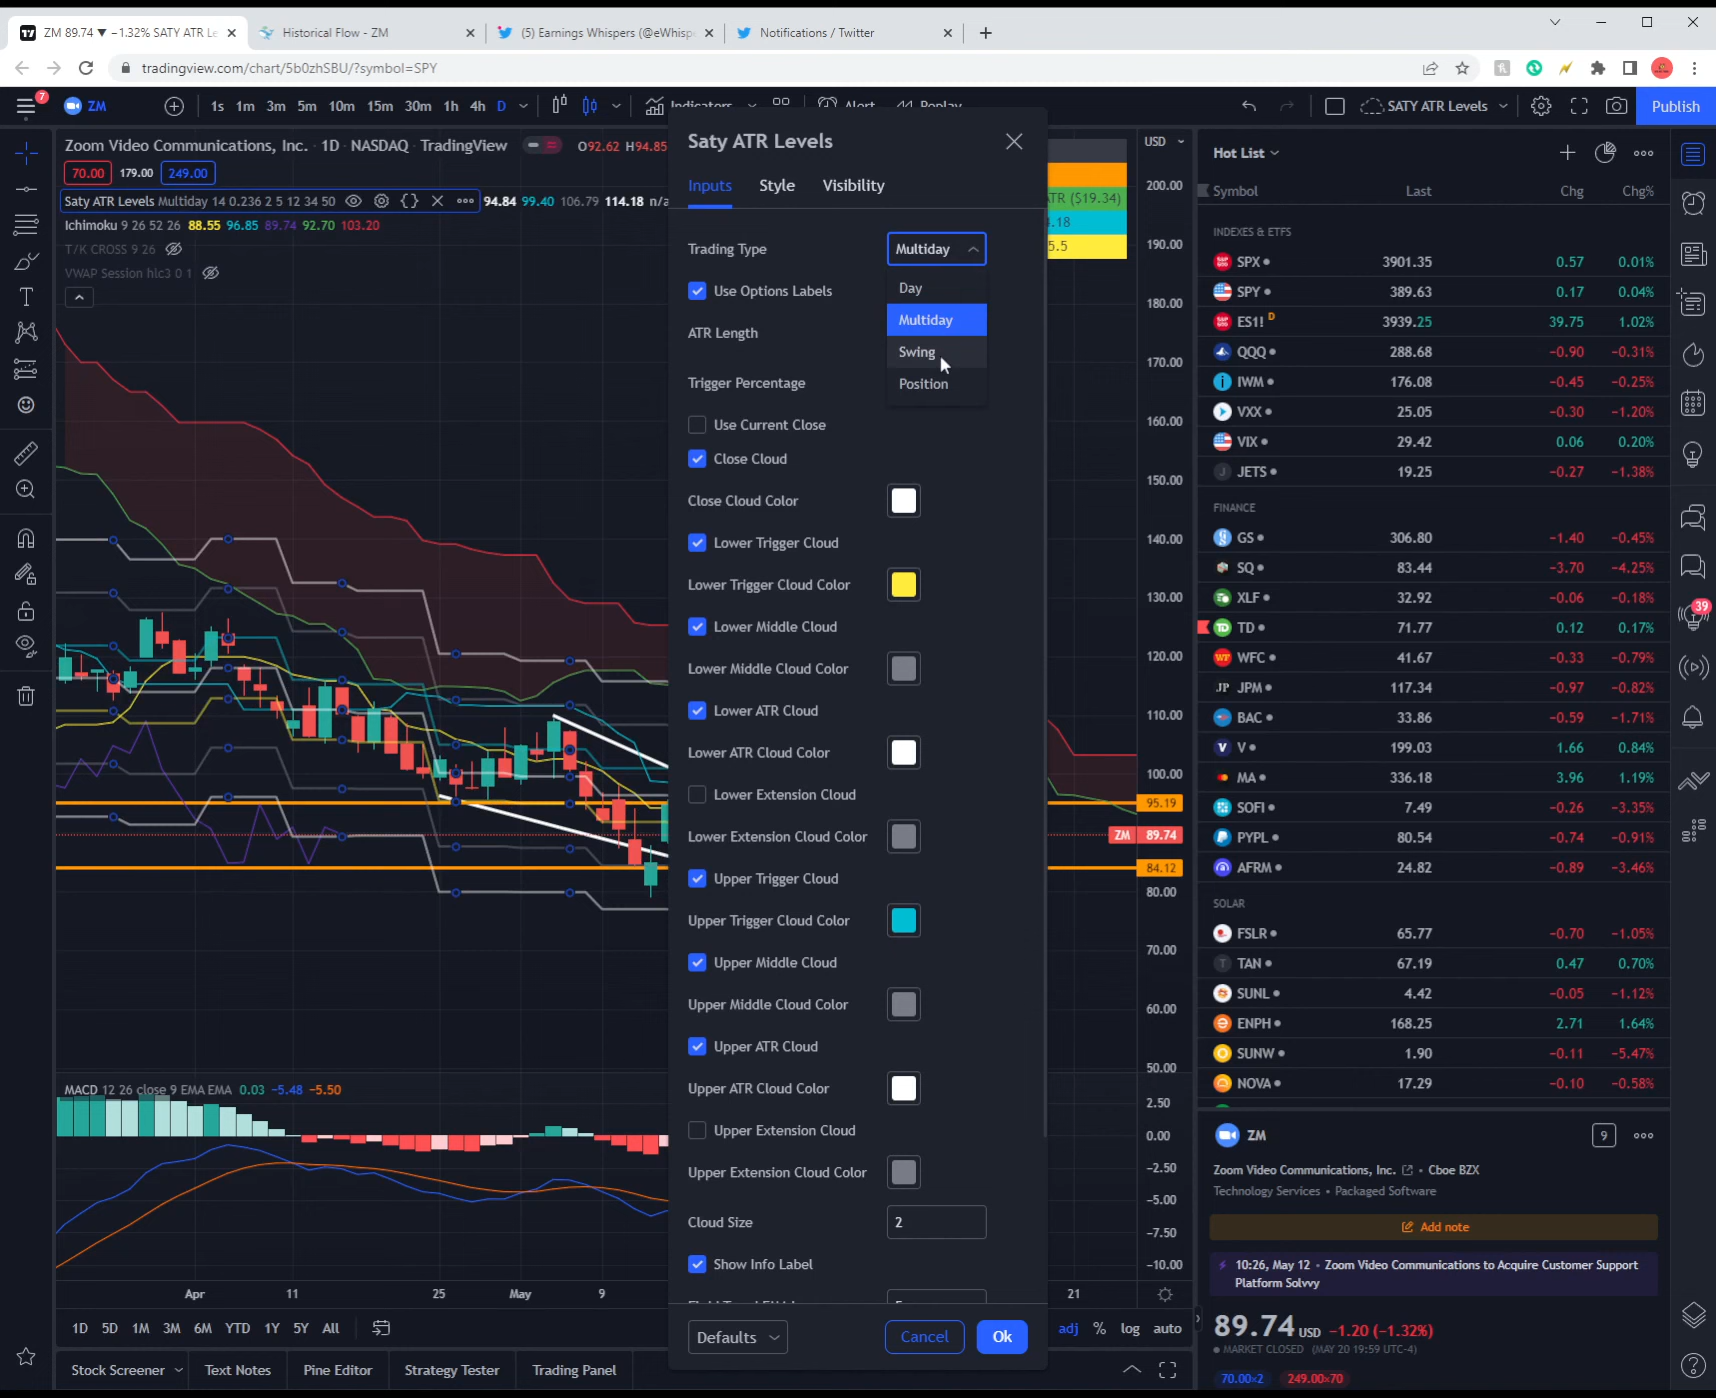 ZM 89.74 ▼ −1.32% SATY ATR Le
Historical Flow - ZM
(5) Earnings Whispers (@eWhisp
Notifications / Twitter
tradingview.com/chart/5b0zhSBU/?symbol=SPY
7
ZM
1s 1m 3m 5m 10m 15m 30m 1h 4h D
Indicators
Alert
Replay
SATY ATR Levels
Publish
Zoom Video Communications, Inc. · 1D · NASDAQ · TradingView
O92.62 H94.85
70.00
179.00
249.00
Saty ATR Levels Multiday 14 0.236 2 5 12 34 50
94.84 99.40 106.79 114.18 n/a
Ichimoku 9 26 52 26 88.55 96.85 89.74 92.70 103.20
T/K CROSS 9 26
VWAP Session hlc3 0 1
Saty ATR Levels
Inputs
Style
Visibility
Trading Type
Multiday
Day
Multiday
Swing
Position
Use Options Labels
ATR Length
Trigger Percentage
Use Current Close
Close Cloud
Close Cloud Color
Lower Trigger Cloud
Lower Trigger Cloud Color
Lower Middle Cloud
Lower Middle Cloud Color
Lower ATR Cloud
Lower ATR Cloud Color
Lower Extension Cloud
Lower Extension Cloud Color
Upper Trigger Cloud
Upper Trigger Cloud Color
Upper Middle Cloud
Upper Middle Cloud Color
Upper ATR Cloud
Upper ATR Cloud Color
Upper Extension Cloud
Upper Extension Cloud Color
Cloud Size
2
Show Info Label
Defaults
Cancel
Ok
TR ($19.34)
.18
5.5
USD
200.00
190.00
180.00
170.00
160.00
150.00
140.00
130.00
120.00
110.00
100.00
95.19
ZM 89.74
84.12
80.00
70.00
60.00
50.00
MACD 12 26 close 9 EMA EMA 0.03 −5.48 −5.50
2.50
0.00
−2.50
−5.00
−7.50
−10.00
Apr 11 25 May 9 21
1D 5D 1M 3M 6M YTD 1Y 5Y All
adj % log auto
Stock Screener
Text Notes
Pine Editor
Strategy Tester
Trading Panel
Hot List
Symbol Last Chg Chg%
INDEXES & ETFS
SPX 3901.35 0.57 0.01%
SPY 389.63 0.17 0.04%
ES1! D 3939.25 39.75 1.02%
QQQ 288.68 −0.90 −0.31%
IWM 176.08 −0.45 −0.25%
VXX 25.05 −0.30 −1.20%
VIX 29.42 0.06 0.20%
JETS 19.25 −0.27 −1.38%
FINANCE
GS 306.80 −1.40 −0.45%
SQ 83.44 −3.70 −4.25%
XLF 32.92 −0.06 −0.18%
TD 71.77 0.12 0.17%
WFC 41.67 −0.33 −0.79%
JPM 117.34 −0.97 −0.82%
BAC 33.86 −0.59 −1.71%
V 199.03 1.66 0.84%
MA 336.18 3.96 1.19%
SOFI 7.49 −0.26 −3.35%
PYPL 80.54 −0.74 −0.91%
AFRM 24.82 −0.89 −3.46%
SOLAR
FSLR 65.77 −0.70 −1.05%
TAN 67.19 0.47 0.70%
SUNL 4.42 −0.05 −1.12%
ENPH 168.25 2.71 1.64%
SUNW 1.90 −0.11 −5.47%
NOVA 17.29 −0.10 −0.58%
39
ZM
9
Zoom Video Communications, Inc. • Cboe BZX
Technology Services • Packaged Software
Add note
10:26, May 12 • Zoom Video Communications to Acquire Customer Support
Platform Solvvy
89.74 USD −1.20 (−1.32%)
MARKET CLOSED (MAY 20 19:59 UTC-4)
70.00×2 249.00×70